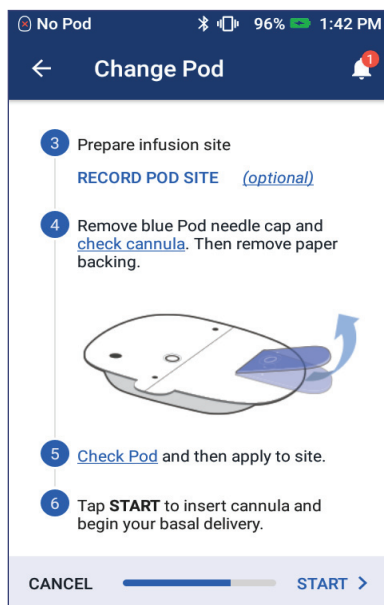 No Pod 96% 1:42 PM
Change Pod 1
3 Prepare infusion site
RECORD POD SITE (optional)
4 Remove blue Pod needle cap and
check cannula. Then remove paper
backing.
5 Check Pod and then apply to site.
6 Tap START to insert cannula and
begin your basal delivery.
CANCEL START